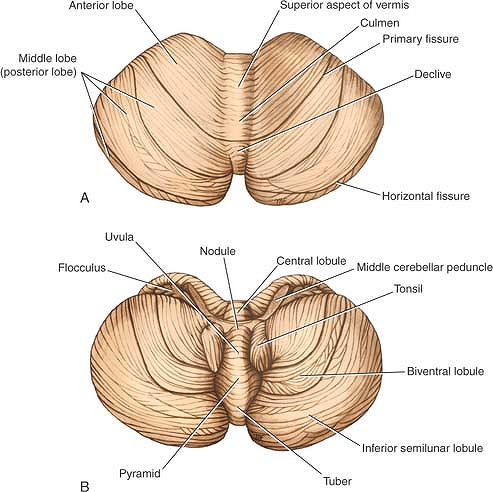 Anterior lobe
Superior aspect of vermis
Culmen
Primary fissure
Middle lobe
(posterior lobe)
Declive
A
Horizontal fissure
Uvula
Nodule
Central lobule
Flocculus
Middle cerebellar peduncle
Tonsil
Biventral lobule
Inferior semilunar lobule
Pyramid
Tuber
B